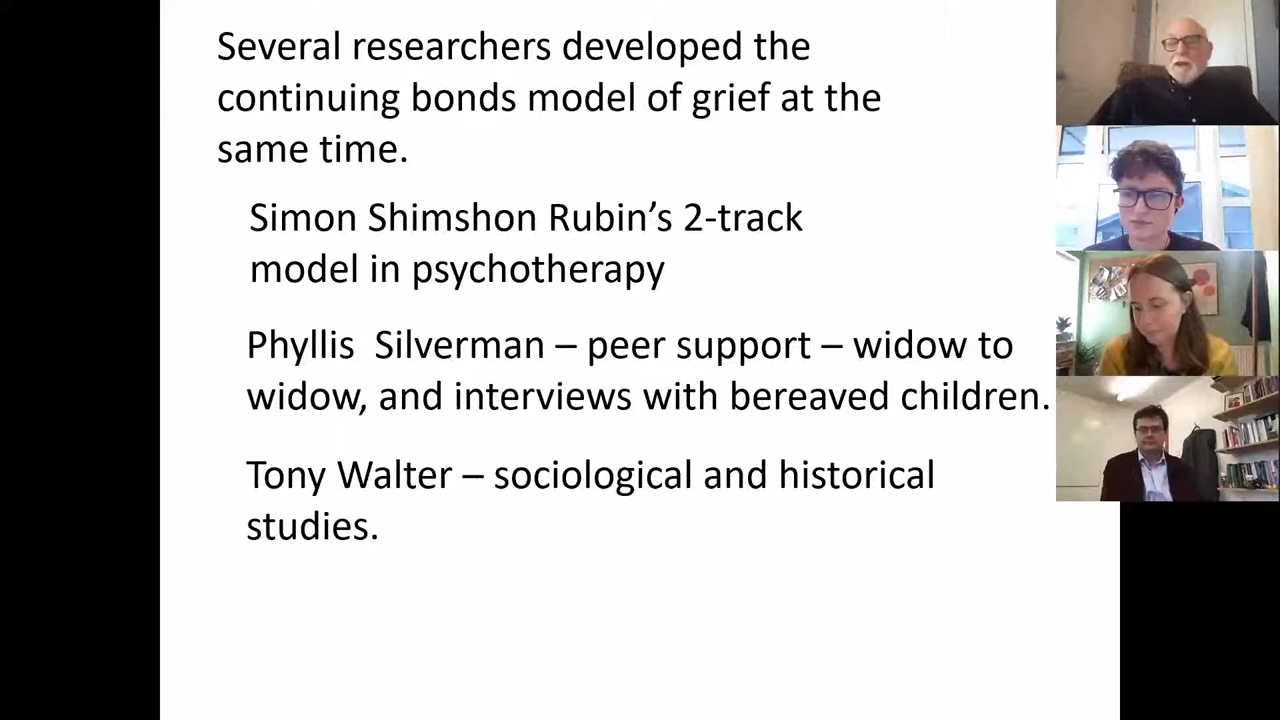 Several researchers developed the
continuing bonds model of grief at the
same time.
Simon Shimshon Rubin’s 2-track
model in psychotherapy
Phyllis  Silverman – peer support – widow to
widow, and interviews with bereaved children.
Tony Walter – sociological and historical
studies.